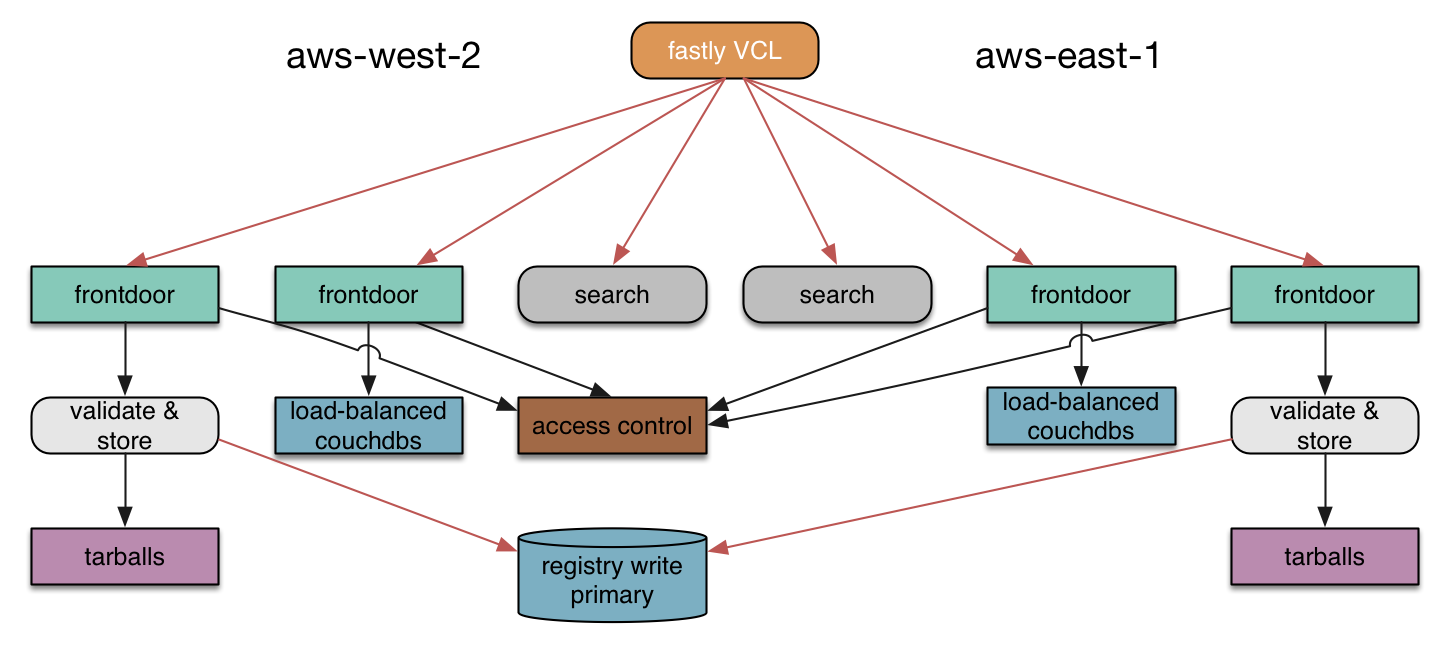 aws-west-2
fastly VCL
aws-east-1
frontdoor
frontdoor
search
search
frontdoor
frontdoor
validate &
store
load-balanced
couchdbs
access control
load-balanced
couchdbs
validate &
store
tarballs
registry write
primary
tarballs